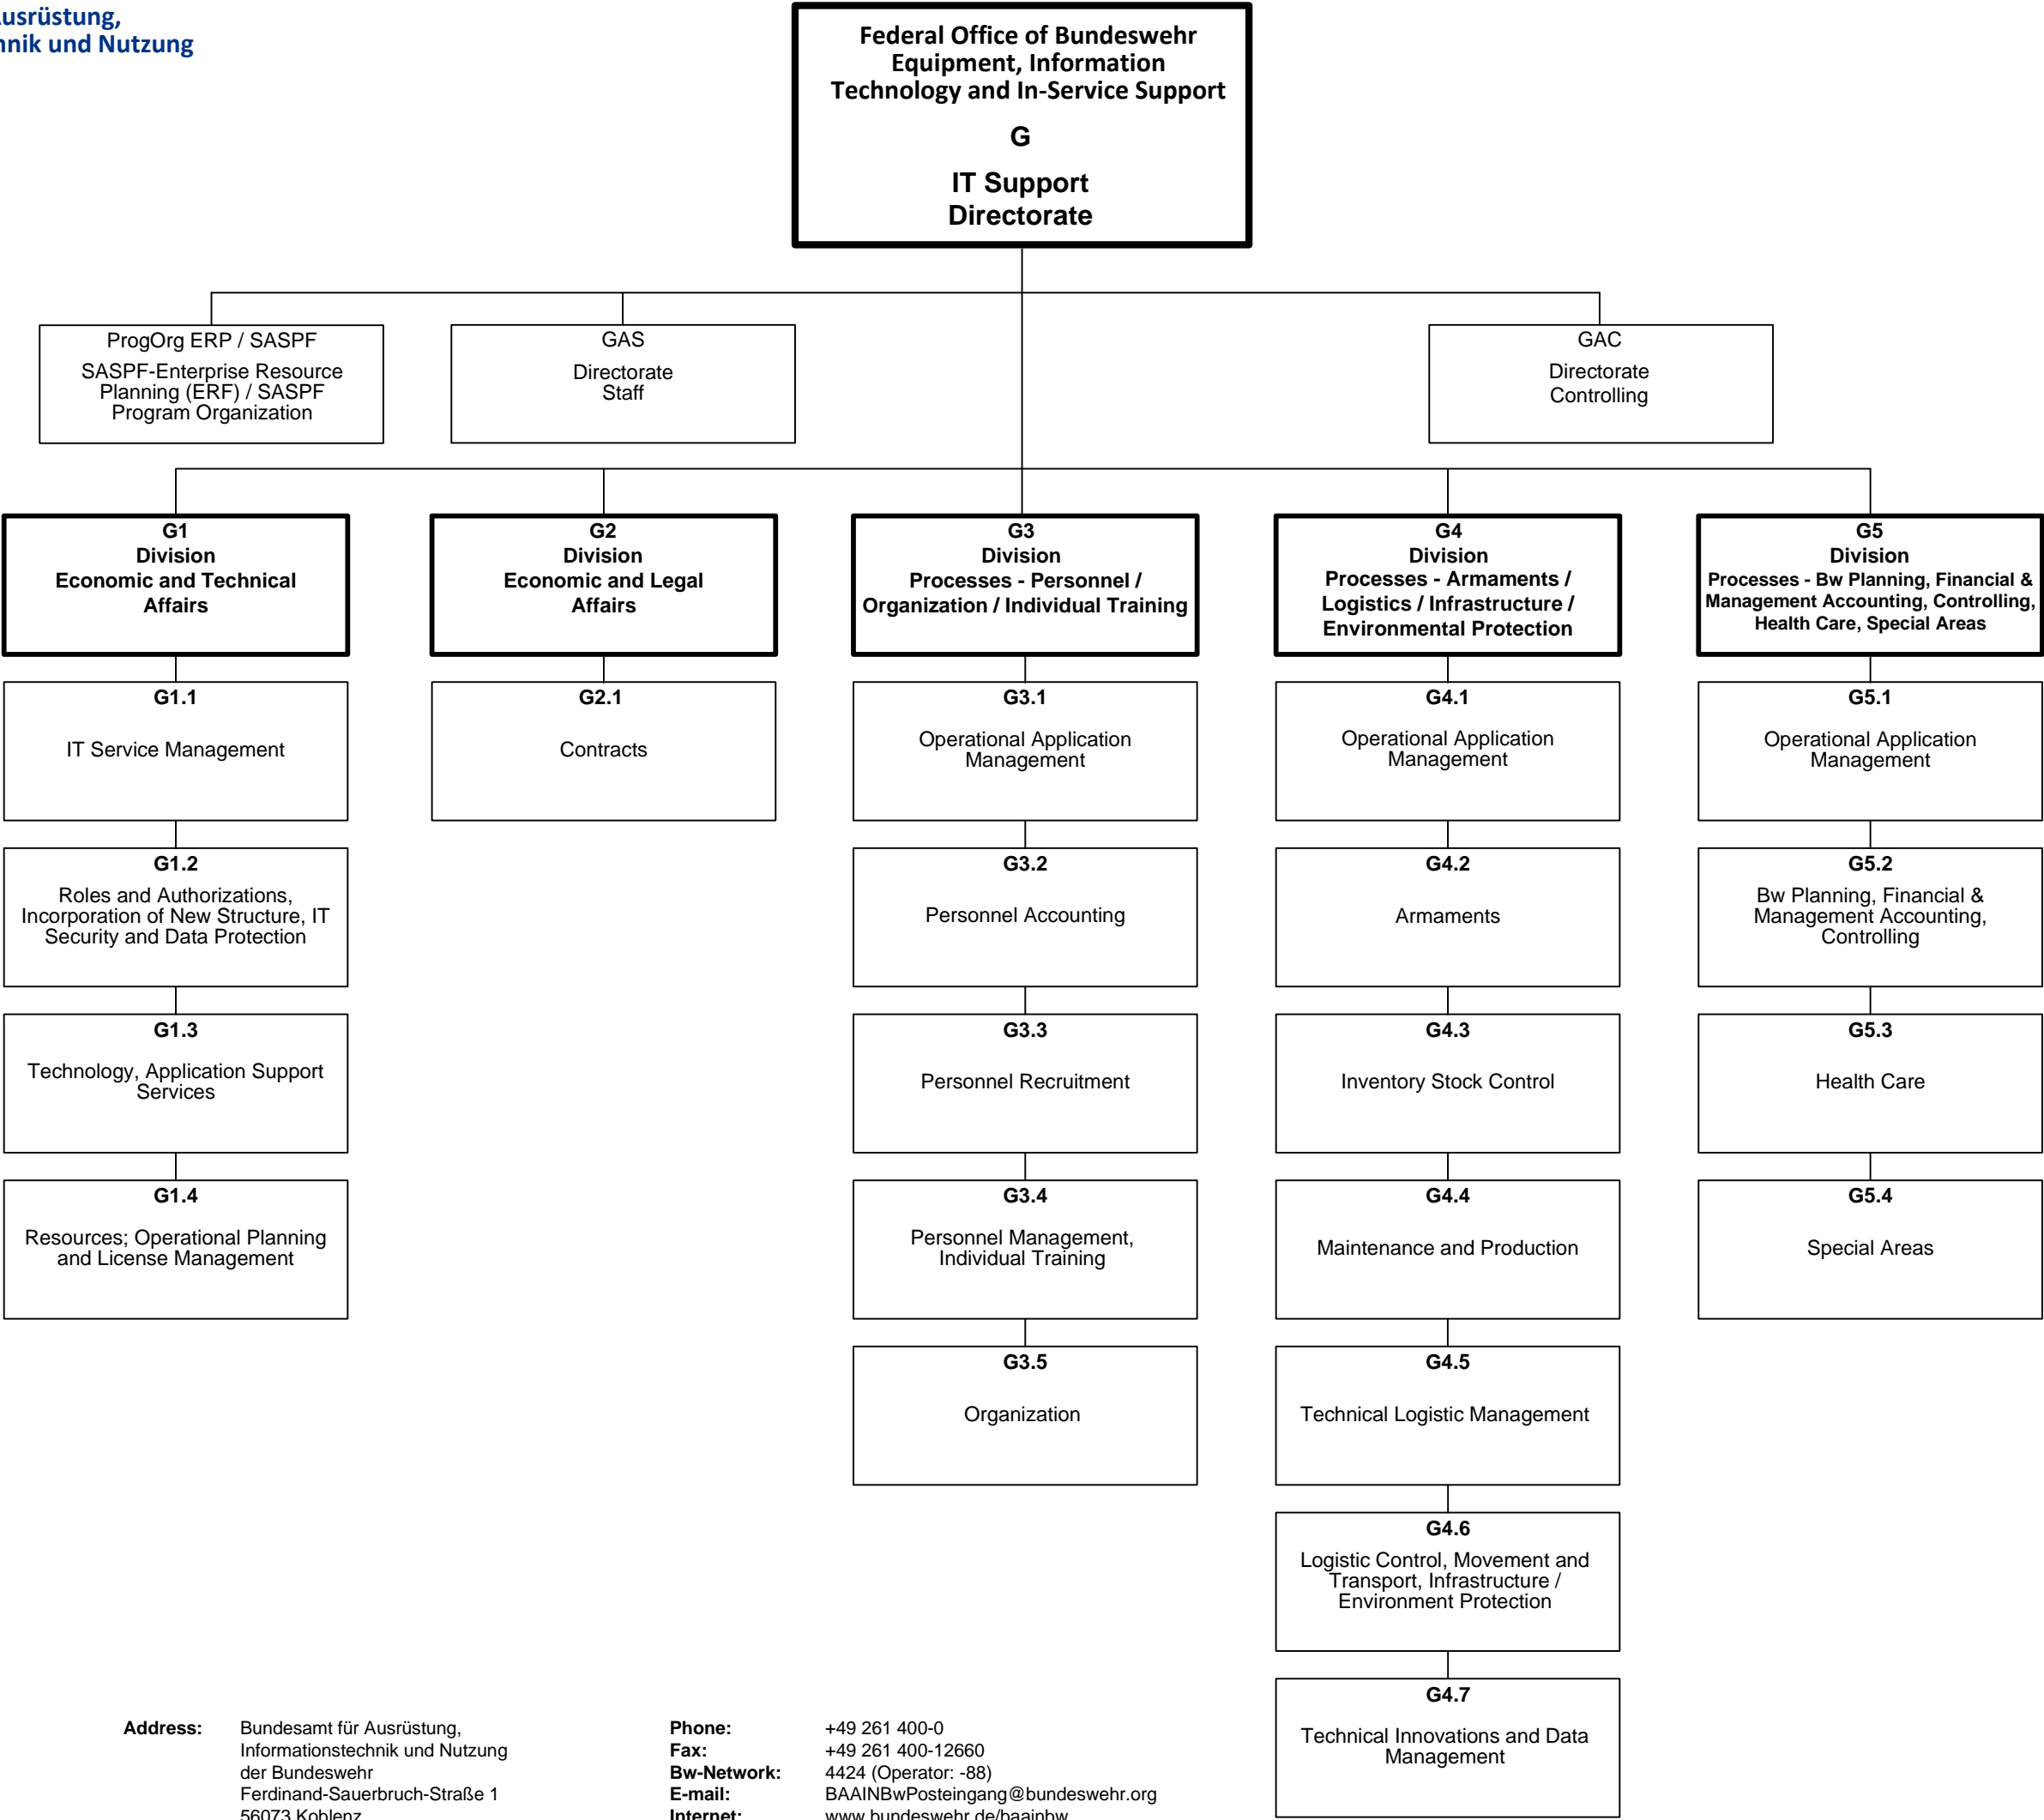 usrüstung,
nik und Nutzung
Federal Office of Bundeswehr
Equipment, Information
Technology and In-Service Support
G
IT Support
Directorate
ProgOrg ERP / SASPF
SASPF-Enterprise Resource
Planning (ERF) / SASPF
Program Organization
GAS
Directorate
Staff
GAC
Directorate
Controlling
G1
Division
Economic and Technical
Affairs
G2
Division
Economic and Legal
Affairs
G3
Division
Processes - Personnel /
Organization / Individual Training
G4
Division
Processes - Armaments /
Logistics / Infrastructure /
Environmental Protection
G5
Division
Processes - Bw Planning, Financial &
Management Accounting, Controlling,
Health Care, Special Areas
G1.1
IT Service Management
G2.1
Contracts
G3.1
Operational Application
Management
G4.1
Operational Application
Management
G5.1
Operational Application
Management
G1.2
Roles and Authorizations,
Incorporation of New Structure, IT
Security and Data Protection
G3.2
Personnel Accounting
G4.2
Armaments
G5.2
Bw Planning, Financial &
Management Accounting,
Controlling
G1.3
Technology, Application Support
Services
G3.3
Personnel Recruitment
G4.3
Inventory Stock Control
G5.3
Health Care
G1.4
Resources; Operational Planning
and License Management
G3.4
Personnel Management,
Individual Training
G4.4
Maintenance and Production
G5.4
Special Areas
G3.5
Organization
G4.5
Technical Logistic Management
G4.6
Logistic Control, Movement and
Transport, Infrastructure /
Environment Protection
G4.7
Technical Innovations and Data
Management
Address: Bundesamt für Ausrüstung,
Informationstechnik und Nutzung
der Bundeswehr
Ferdinand-Sauerbruch-Straße 1
56073 Koblenz
Phone: +49 261 400-0
Fax: +49 261 400-12660
Bw-Network: 4424 (Operator: -88)
E-mail: BAAINBwPosteingang@bundeswehr.org
Internet: www.bundeswehr.de/baainbw